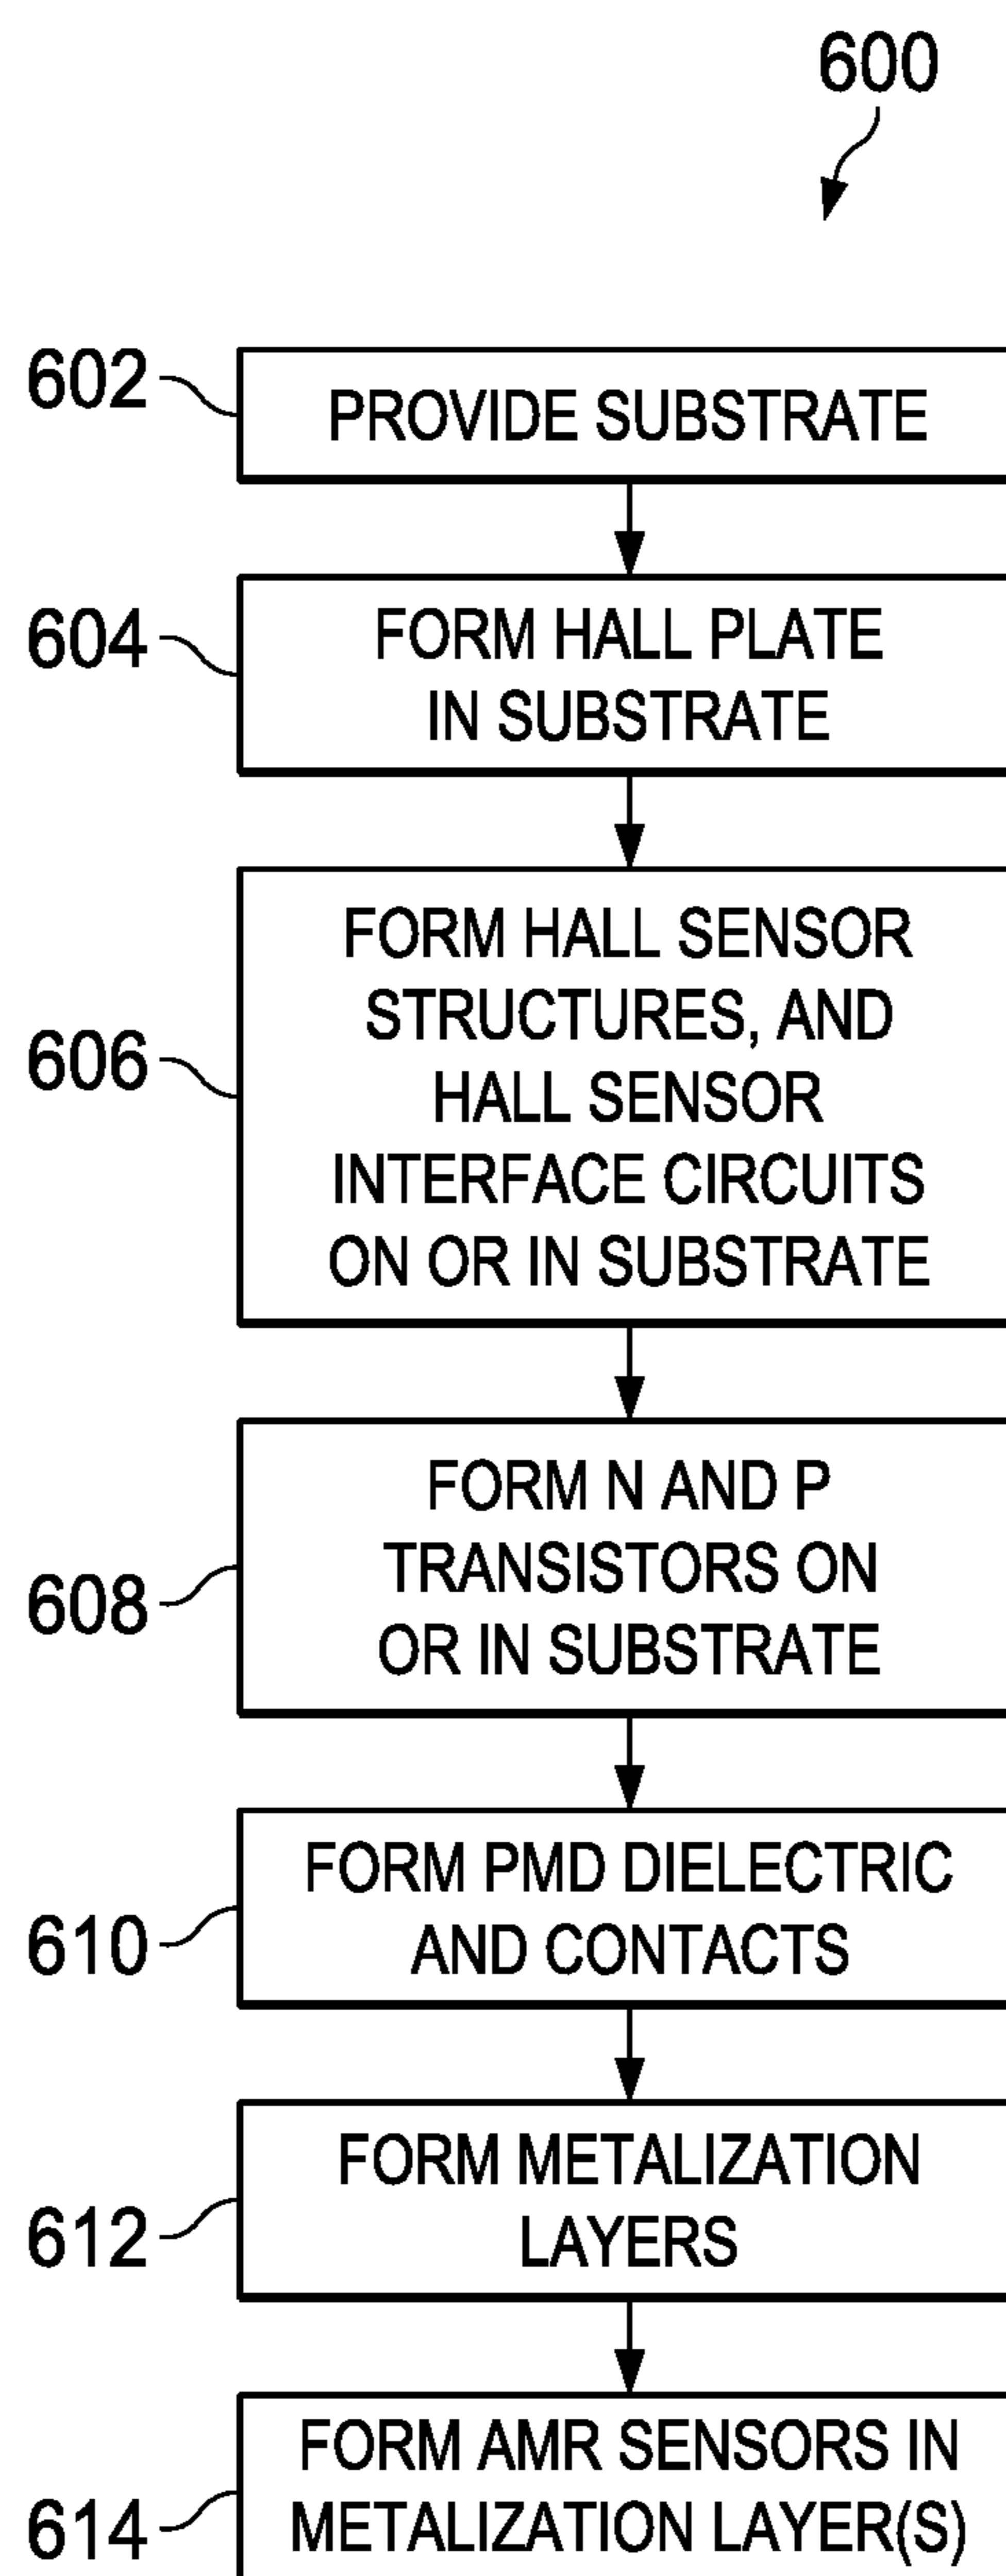 600
602
PROVIDE SUBSTRATE
604
FORM HALL PLATE
IN SUBSTRATE
606
FORM HALL SENSOR
STRUCTURES, AND
HALL SENSOR
INTERFACE CIRCUITS
ON OR IN SUBSTRATE
608
FORM N AND P
TRANSISTORS ON
OR IN SUBSTRATE
610
FORM PMD DIELECTRIC
AND CONTACTS
612
FORM METALIZATION
LAYERS
614
FORM AMR SENSORS IN
METALIZATION LAYER(S)